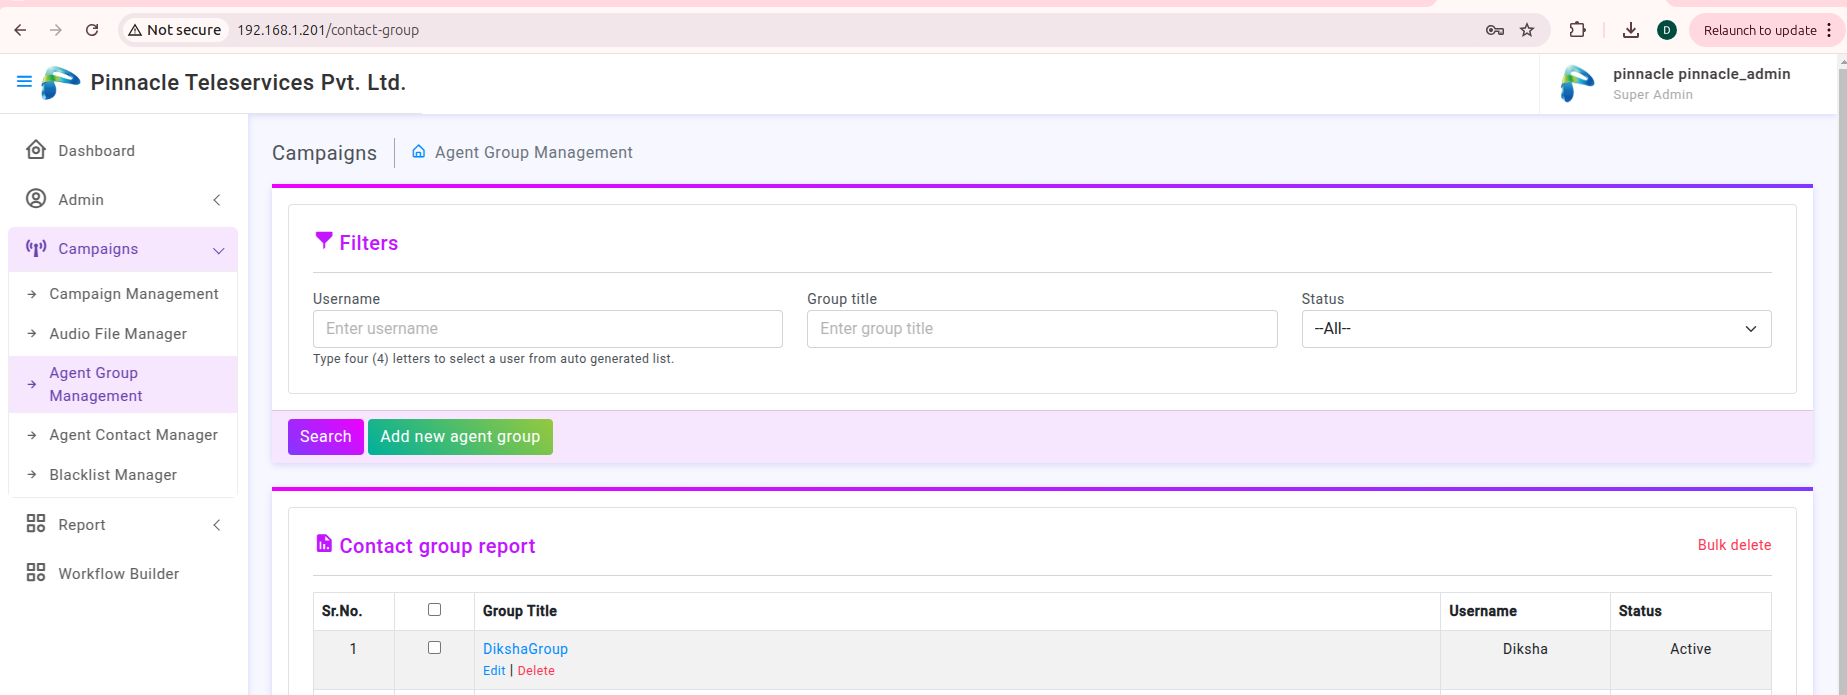 Not secure 192.168.1.201/contact-group D Relaunch to update
Pinnacle Teleservices Pvt. Ltd.
pinnacle pinnacle_admin
Super Admin
Dashboard
Admin
Campaigns
Campaign Management
Audio File Manager
Agent Group
Management
Agent Contact Manager
Blacklist Manager
Report
Workflow Builder
Campaigns Agent Group Management
Filters
Username Group title Status
Enter username Enter group title --All--
Type four (4) letters to select a user from auto generated list.
Search Add new agent group
Contact group report Bulk delete
Sr.No. Group Title Username Status
1 DikshaGroup Diksha Active
Edit | Delete